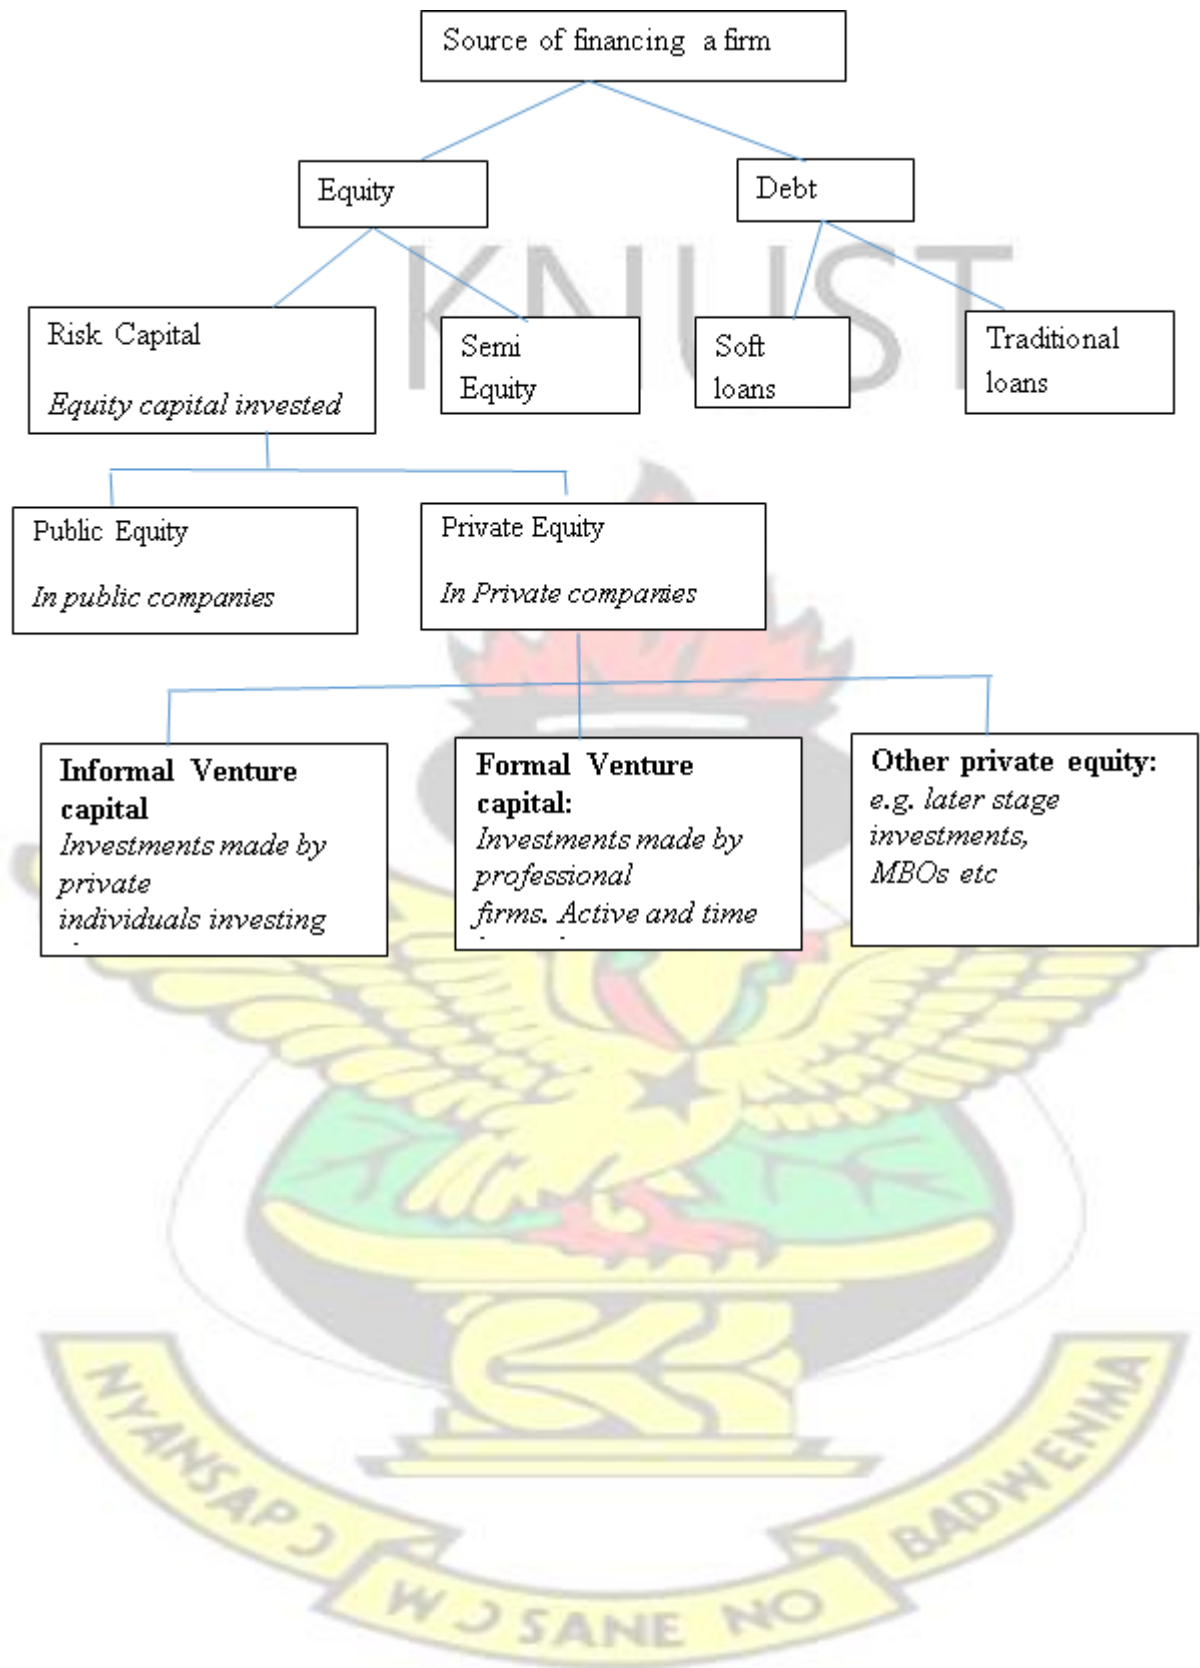 Source of financing a firm
Equity
Debt
KNUST
Risk Capital
Equity capital invested
Semi
Equity
Soft
loans
Traditional
loans
Public Equity
In public companies
Private Equity
In Private companies
Informal Venture
capital
Investments made by
private
individuals investing
Formal Venture
capital:
Investments made by
professional
firms. Active and time
Other private equity:
e.g. later stage
investments,
MBOs etc
NYANSAPƆ
WƆ SANE NO
BADWENMA